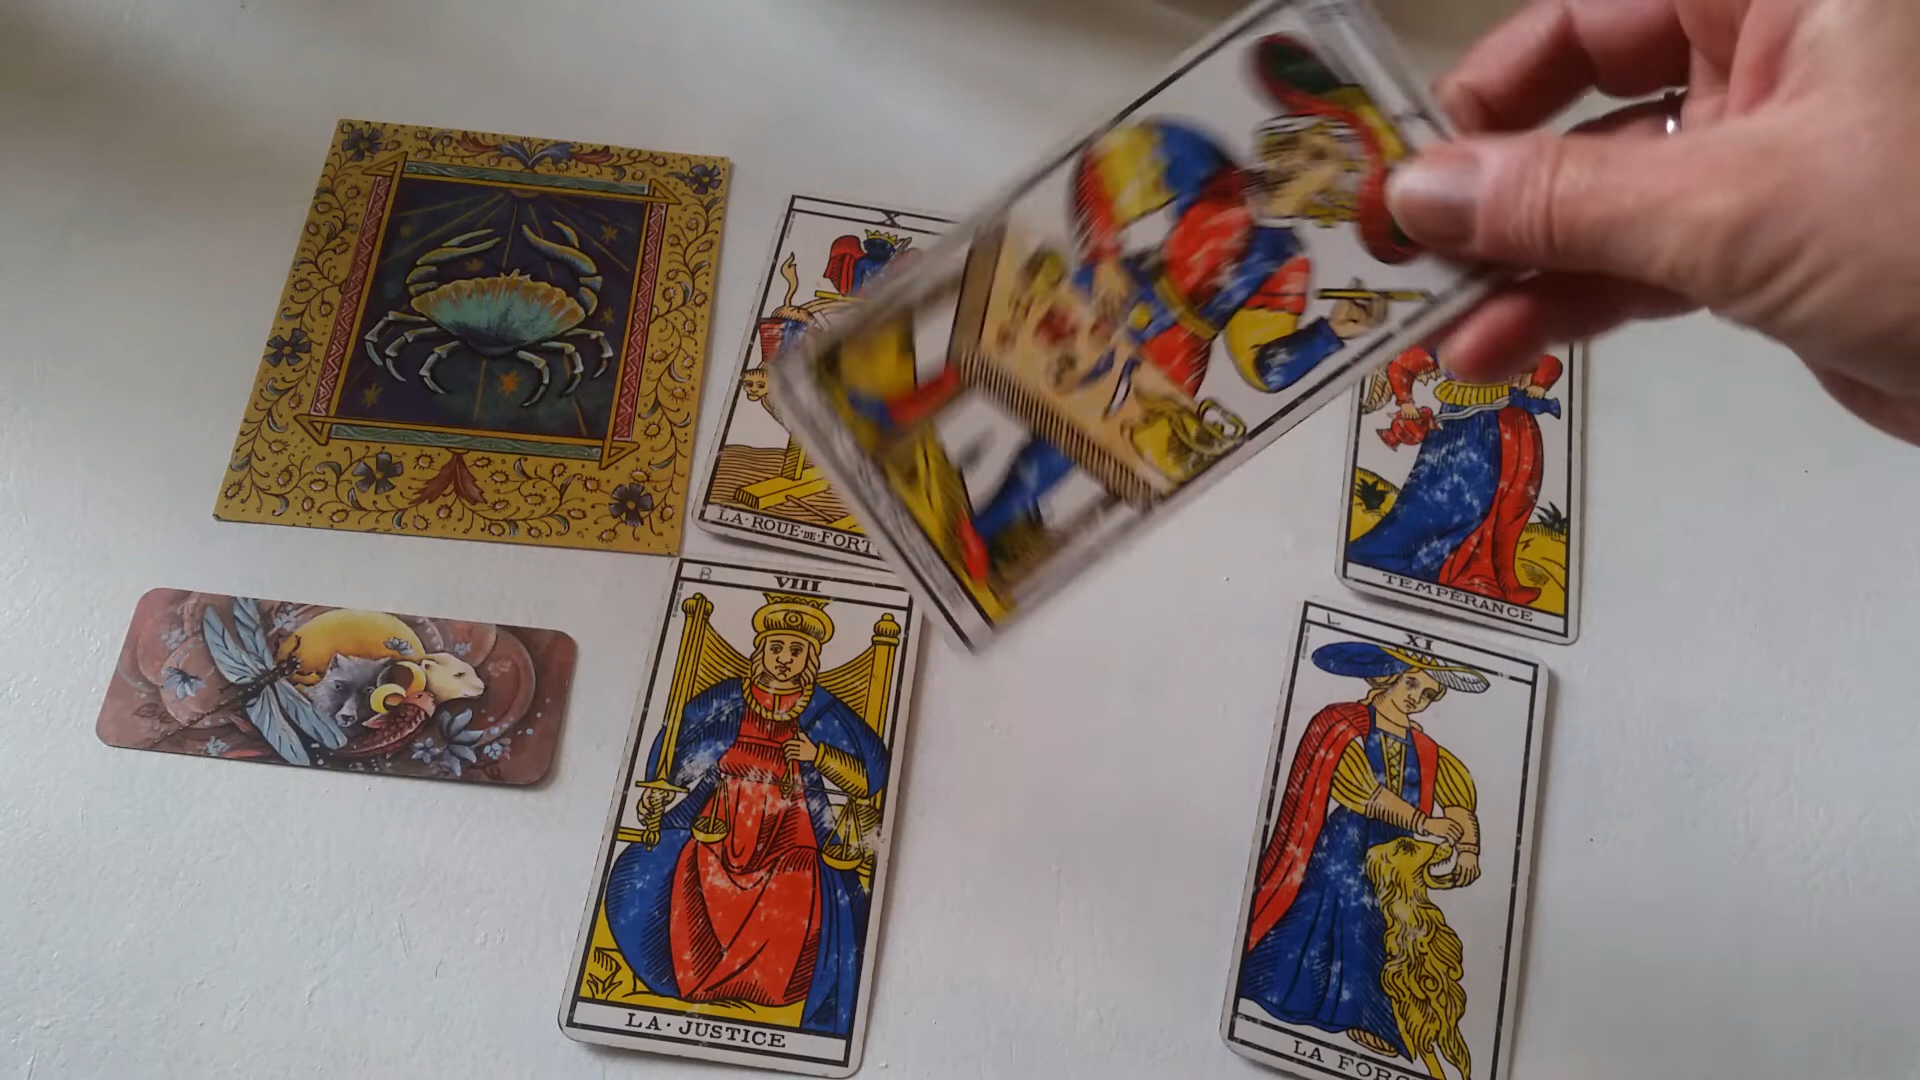 X
LA·ROUE·DE·FORT
TEMPÉRANCE
B
VIII
LA·JUSTICE
L
XI
LA FORC